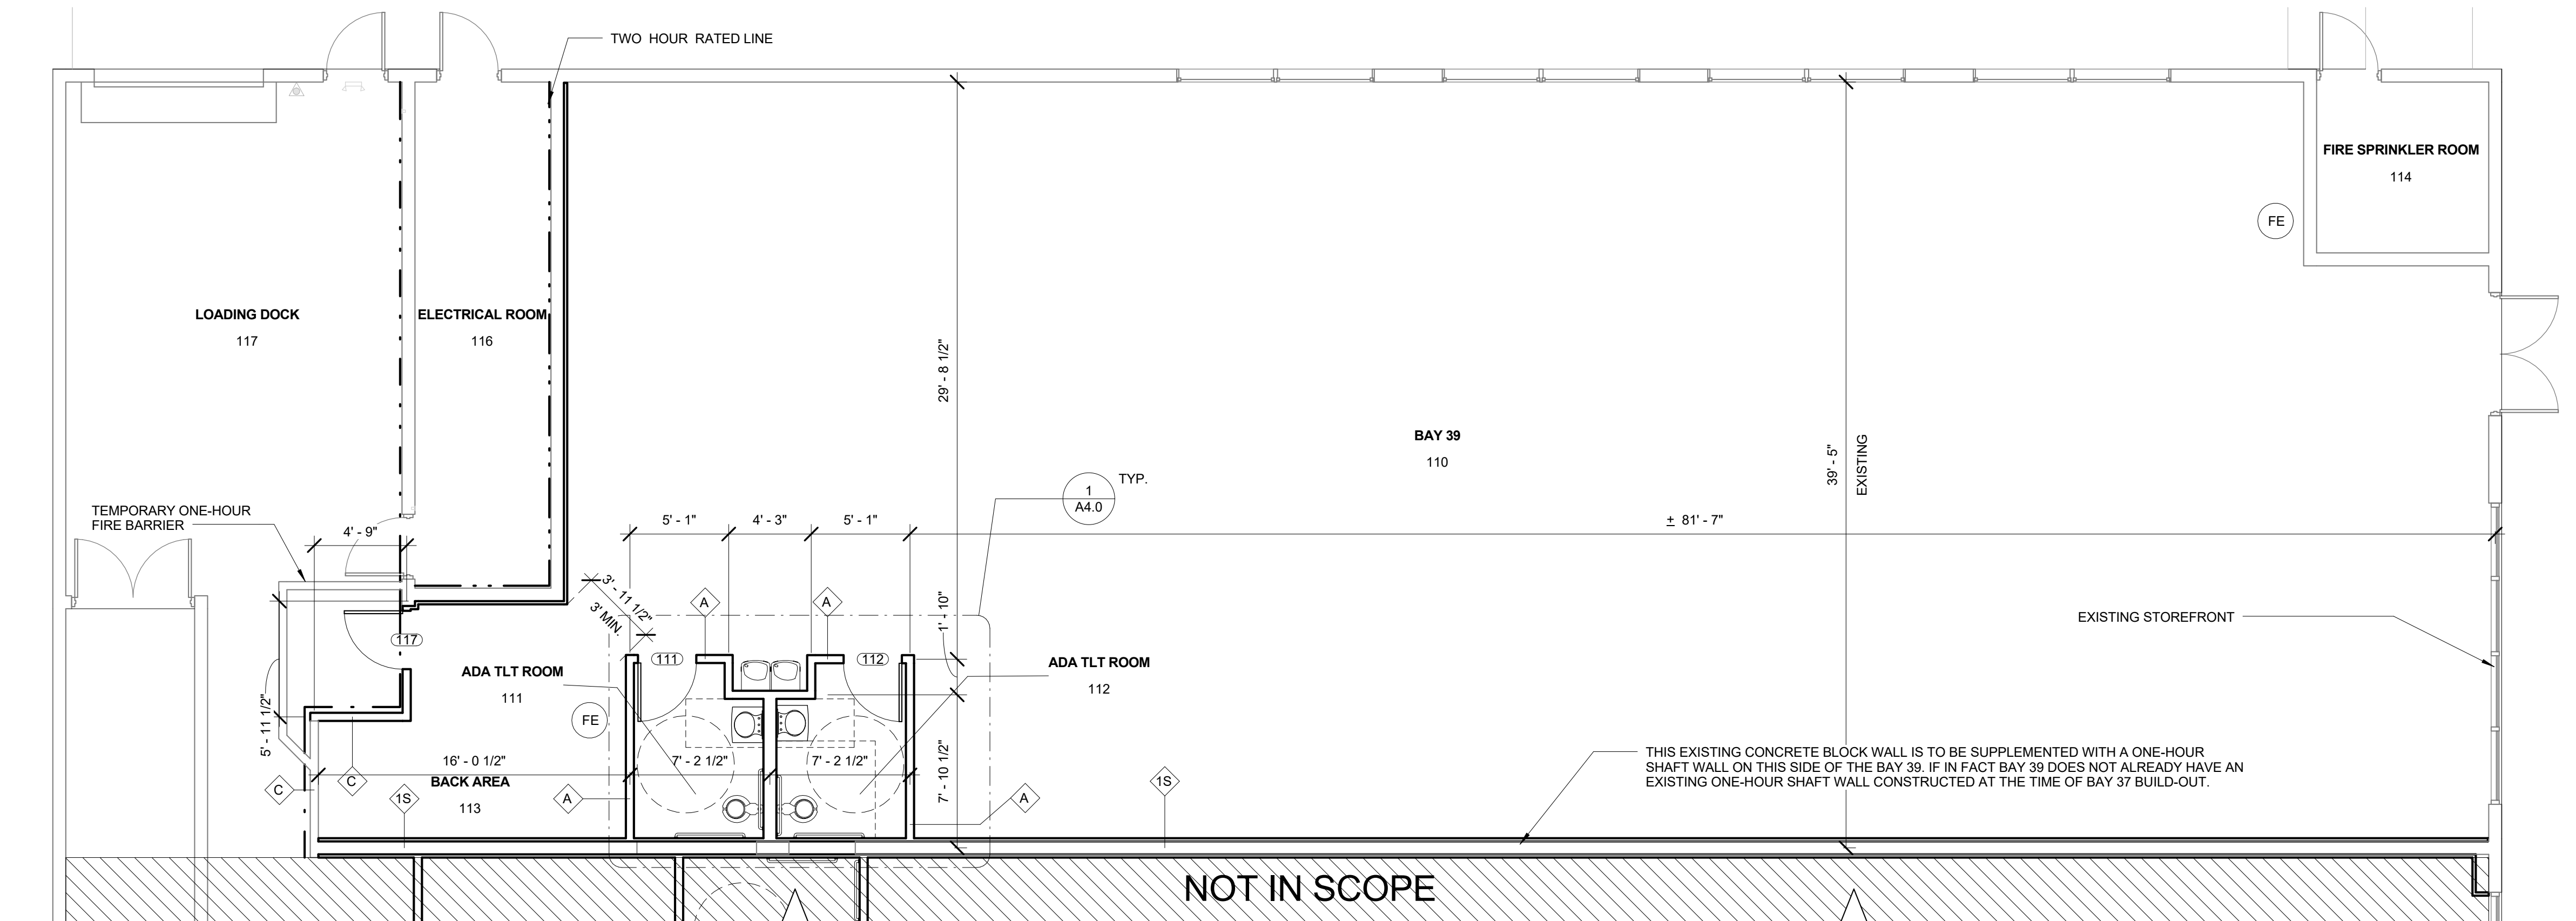 TWO HOUR RATED LINE
FIRE SPRINKLER ROOM
114
FE
LOADING DOCK
117
ELECTRICAL ROOM
116
29' - 8 1/2"
BAY 39
110
39' - 5"
EXISTING
1
A4.0
TYP.
TEMPORARY ONE-HOUR
FIRE BARRIER
4' - 9"
5' - 1"
4' - 3"
5' - 1"
± 81' - 7"
3' - 11 1/2"
3' MIN.
A
A
1' - 10"
117
111
112
EXISTING STOREFRONT
ADA TLT ROOM
111
ADA TLT ROOM
112
FE
5' - 11 1/2"
16' - 0 1/2"
7' - 2 1/2"
7' - 2 1/2"
7' - 10 1/2"
BACK AREA
113
C
C
1S
A
A
1S
THIS EXISTING CONCRETE BLOCK WALL IS TO BE SUPPLEMENTED WITH A ONE-HOUR
SHAFT WALL ON THIS SIDE OF THE BAY 39. IF IN FACT BAY 39 DOES NOT ALREADY HAVE AN
EXISTING ONE-HOUR SHAFT WALL CONSTRUCTED AT THE TIME OF BAY 37 BUILD-OUT.
NOT IN SCOPE